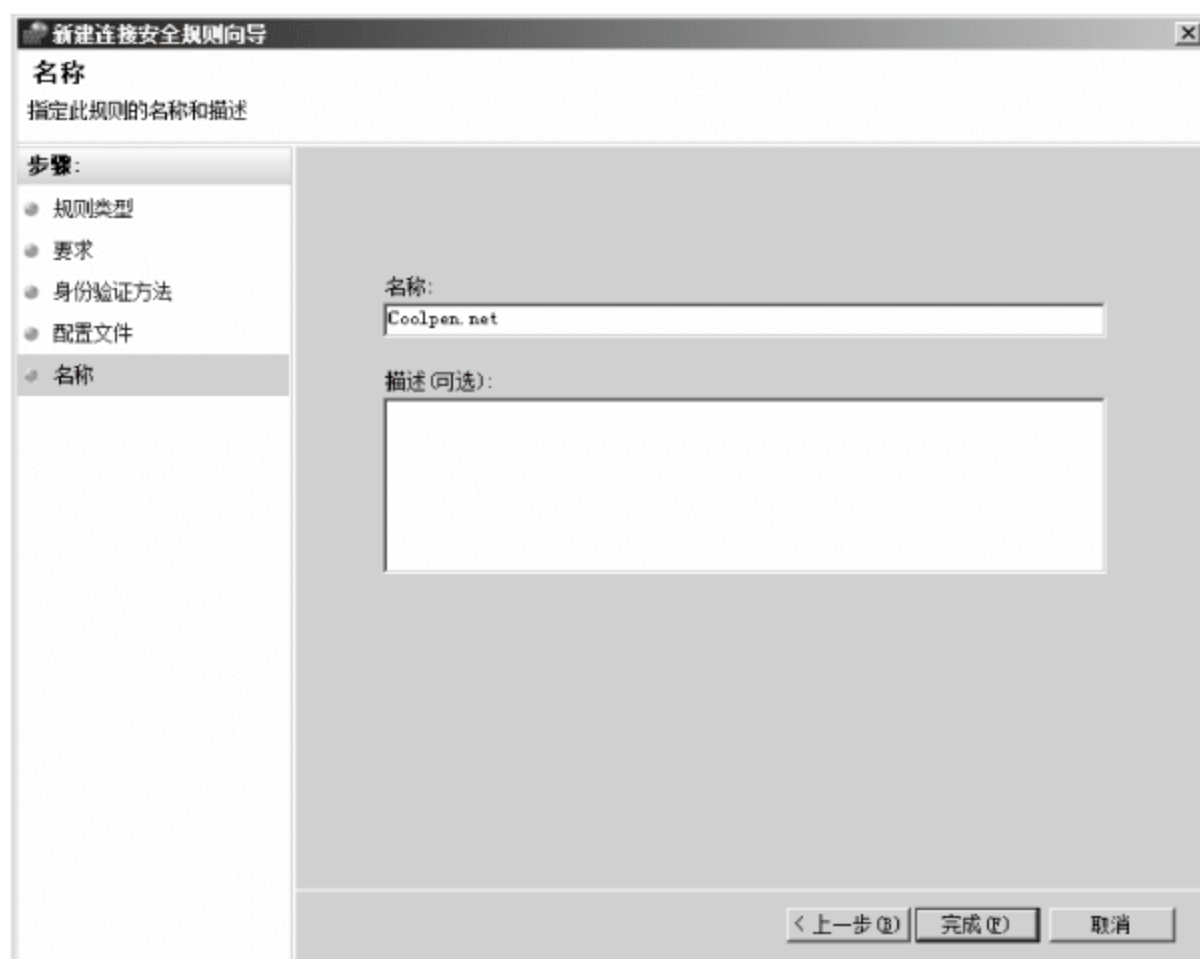 新建连接安全规则向导
名称
指定此规则的名称和描述
步骤:
规则类型
要求
身份验证方法
配置文件
名称
名称:
Coolpen.net
描述(可选):
< 上一步(B)
完成(F)
取消